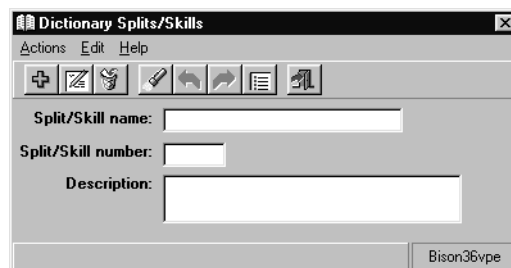 Dictionary Splits/Skills
Actions Edit Help
Split/Skill name:
Split/Skill number:
Description:
Bison36vpe